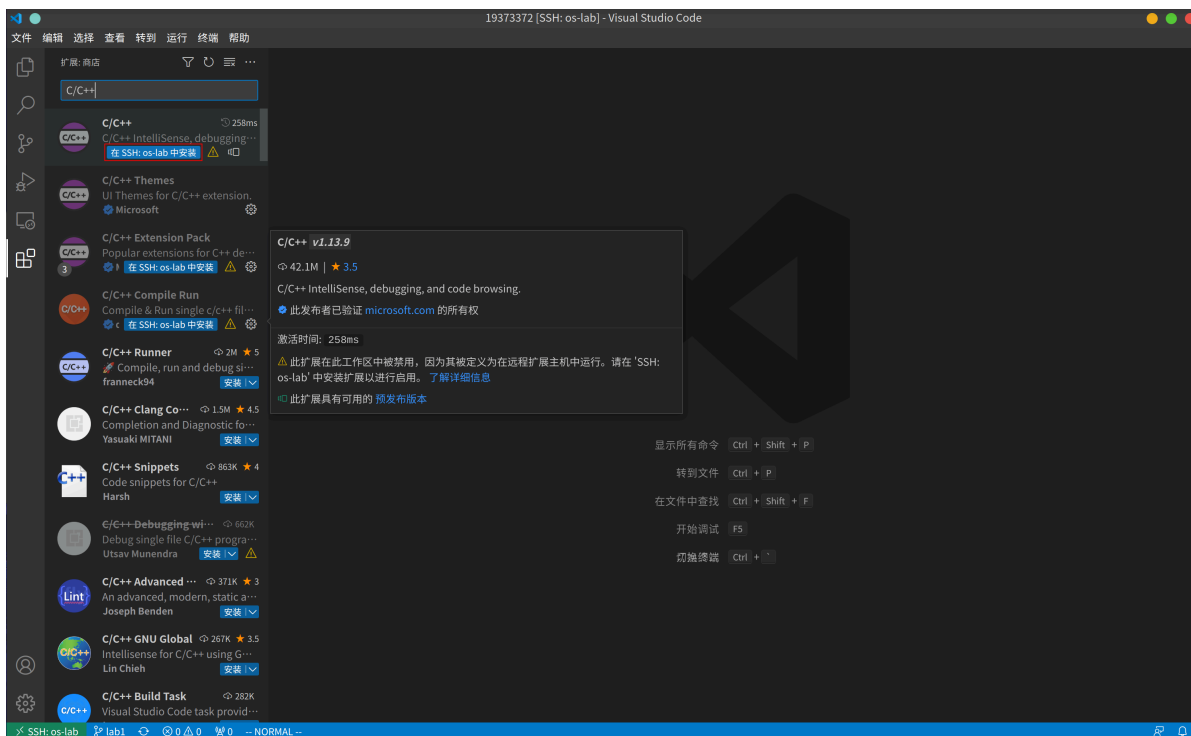 19373372 [SSH: os-lab] - Visual Studio Code
文件 编辑 选择 查看 转到 运行 终端 帮助
扩展: 商店
C/C++
C/C++ 258ms
C/C++ IntelliSense, debugging···
在 SSH: os-lab 中安装
C/C++ Themes
UI Themes for C/C++ extension.
Microsoft
C/C++ Extension Pack
Popular extensions for C++ de···
3
在 SSH: os-lab 中安装
C/C++ Compile Run
Compile & Run single c/c++ fil···
c 在 SSH: os-lab 中安装
C/C++ Runner 2M ★ 5
🚀 Compile, run and debug si···
franneck94 安装
C/C++ Clang Co··· 1.5M ★ 4.5
Completion and Diagnostic fo···
Yasuaki MITANI 安装
C/C++ Snippets 863K ★ 4
Code snippets for C/C++
Harsh 安装
C/C++ Debugging wi··· 662K
Debug single file C/C++ progra···
Utsav Munendra 安装
C/C++ Advanced ··· 371K ★ 3
An advanced, modern, static a···
Joseph Benden 安装
C/C++ GNU Global 267K ★ 3.5
Intellisense for C/C++ using G···
Lin Chieh 安装
C/C++ Build Task 282K
Visual Studio Code task provid···
C/C++ v1.13.9
42.1M | ★ 3.5
C/C++ IntelliSense, debugging, and code browsing.
此发布者已验证 microsoft.com 的所有权
激活时间: 258ms
此扩展在此工作区中被禁用，因为其被定义为在远程扩展主机中运行。请在 'SSH:
os-lab' 中安装扩展以进行启用。 了解详细信息
此扩展具有可用的 预发布版本
显示所有命令 Ctrl + Shift + P
转到文件 Ctrl + P
在文件中查找 Ctrl + Shift + F
开始调试 F5
切换终端 Ctrl + `
SSH: os-lab lab1 0 0 0 -- NORMAL --